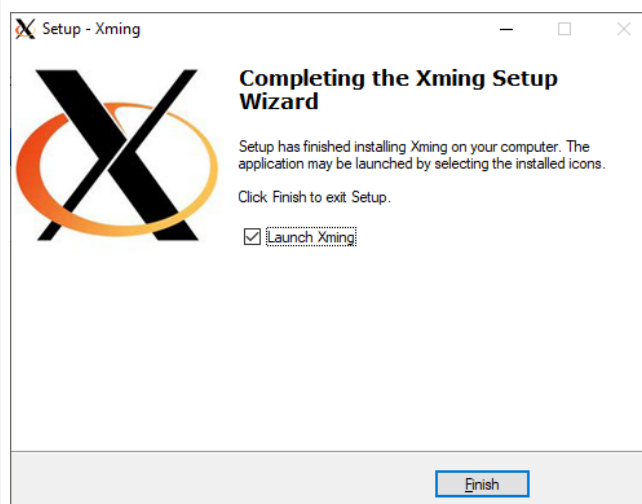 Setup - Xming
Completing the Xming Setup
Wizard
Setup has finished installing Xming on your computer. The
application may be launched by selecting the installed icons.
Click Finish to exit Setup.
Launch Xming
Finish